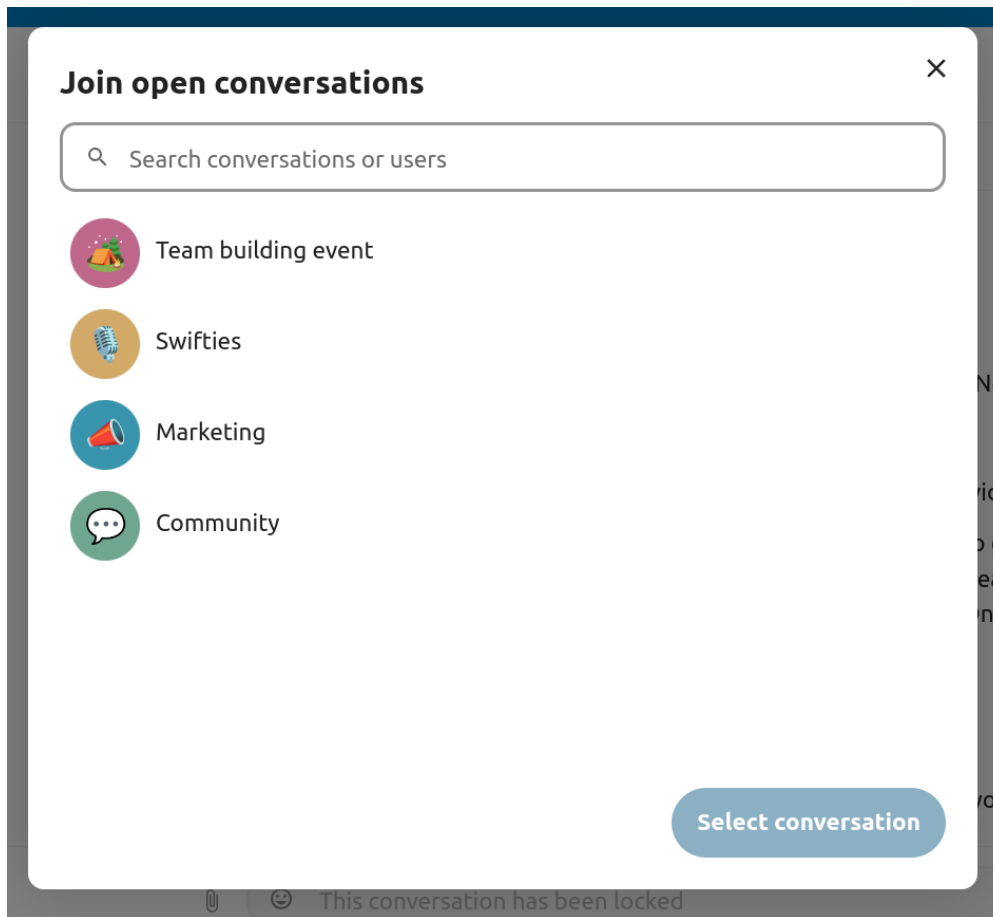 Join open conversations
Search conversations or users
Team building event
Swifties
Marketing
Community
Select conversation
This conversation has been locked